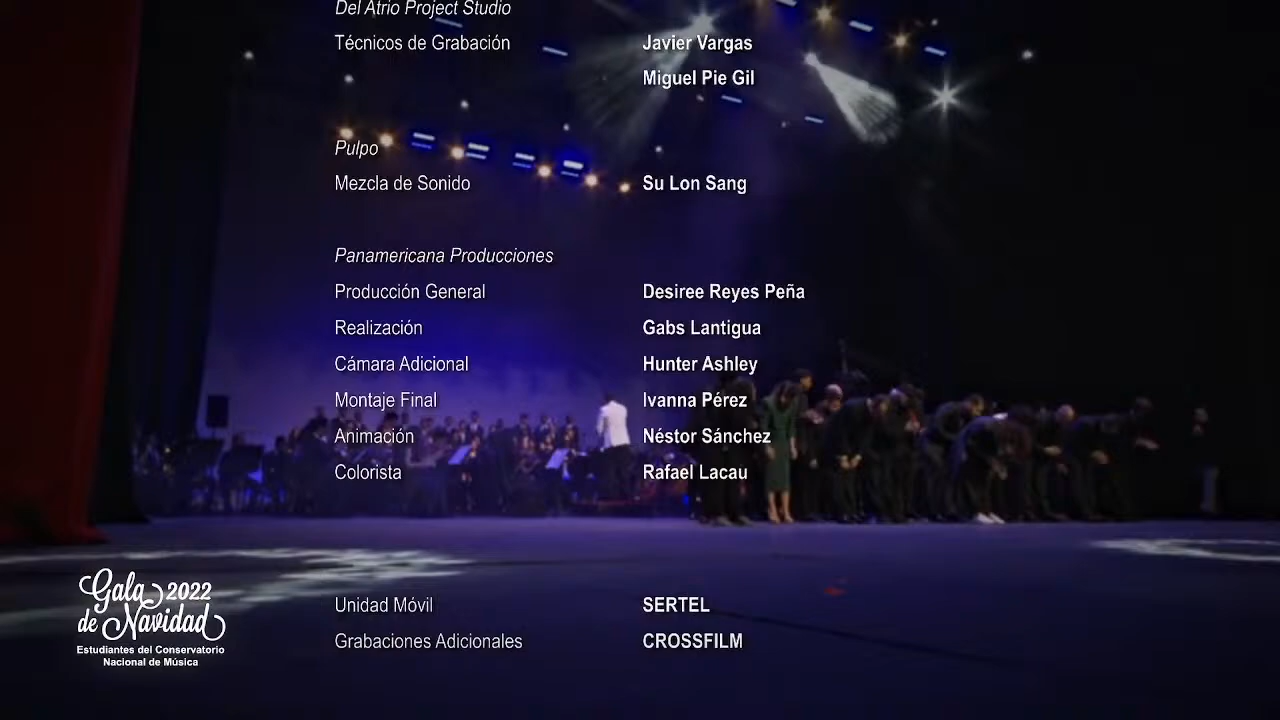 Del Atrio Project Studio
Técnicos de Grabación Javier Vargas
Miguel Pie Gil
Pulpo
Mezcla de Sonido Su Lon Sang
Panamericana Producciones
Producción General Desiree Reyes Peña
Realización Gabs Lantigua
Cámara Adicional Hunter Ashley
Montaje Final Ivanna Pérez
Animación Néstor Sánchez
Colorista Rafael Lacau
Unidad Móvil SERTEL
Grabaciones Adicionales CROSSFILM
Gala 2022
de Navidad
Estudiantes del Conservatorio
Nacional de Música